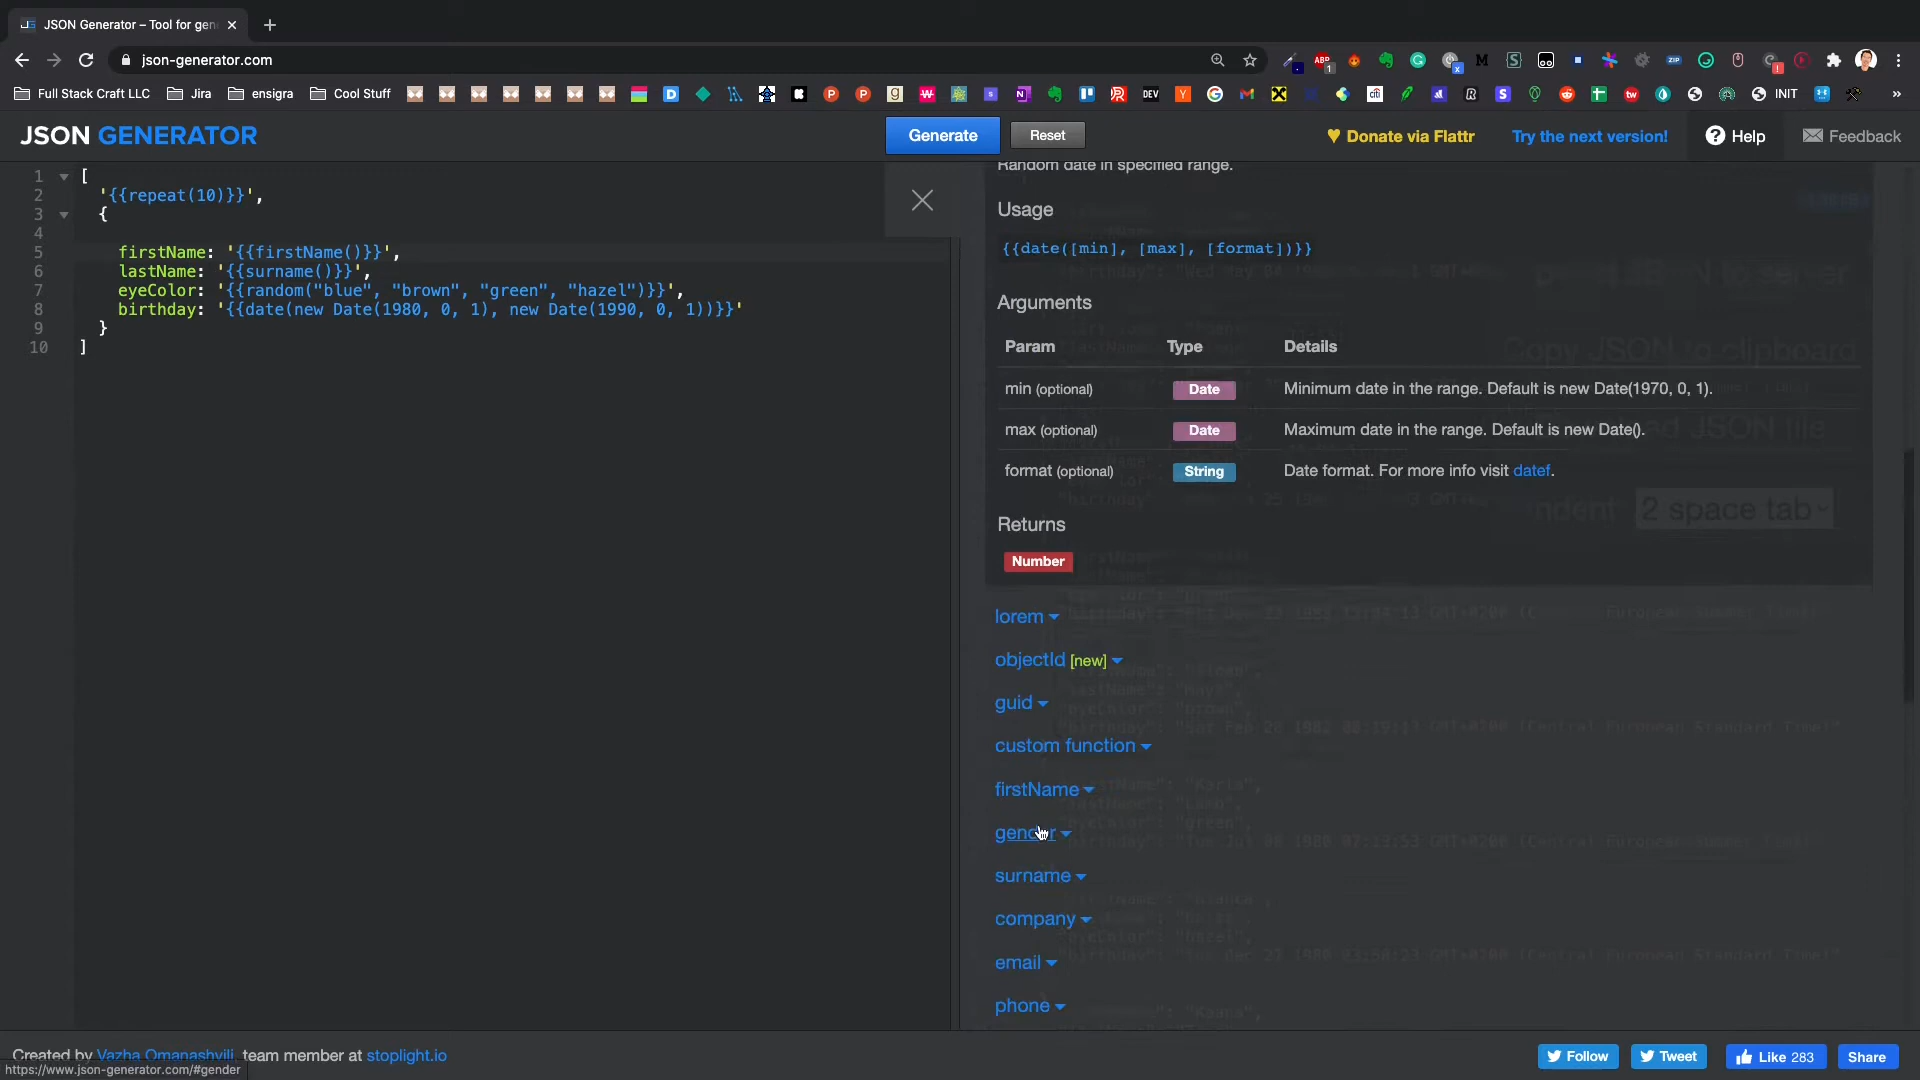 JSON Generator – Tool for gen
json-generator.com
Full Stack Craft LLC
Jira
ensigra
Cool Stuff
INIT
JSON GENERATOR
Generate
Reset
Donate via Flattr
Try the next version!
Help
Feedback
1 [
2 '{{repeat(10)}}',
3 {
4
5 firstName: '{{firstName()}}',
6 lastName: '{{surname()}}',
7 eyeColor: '{{random("blue", "brown", "green", "hazel")}}',
8 birthday: '{{date(new Date(1980, 0, 1), new Date(1990, 0, 1))}}'
9 }
10 ]
Random date in specified range.
Usage
{{date([min], [max], [format])}}
Arguments
Param Type Details
min (optional) Date Minimum date in the range. Default is new Date(1970, 0, 1).
max (optional) Date Maximum date in the range. Default is new Date().
format (optional) String Date format. For more info visit datef.
Returns
Number
Copy JSON to clipboard
2 space tab
lorem
objectId [new]
guid
custom function
firstName
gender
surname
company
email
phone
Created by Vazha Omanashvili, team member at stoplight.io
https://www.json-generator.com/#gender
Follow
Tweet
Like 283
Share